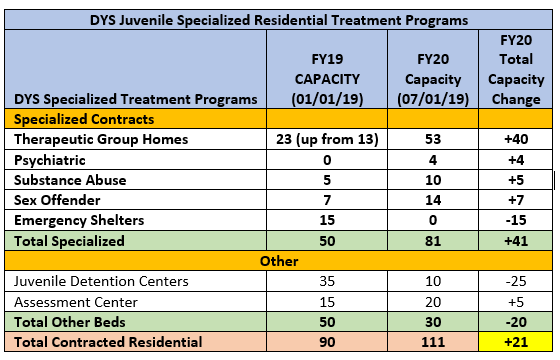 DYS Juvenile Specialized Residential Treatment Programs
DYS Specialized Treatment Programs FY19 CAPACITY (01/01/19) FY20 Capacity (07/01/19) FY20 Total Capacity Change
Specialized Contracts
Therapeutic Group Homes 23 (up from 13) 53 +40
Psychiatric 0 4 +4
Substance Abuse 5 10 +5
Sex Offender 7 14 +7
Emergency Shelters 15 0 -15
Total Specialized 50 81 +41
Other
Juvenile Detention Centers 35 10 -25
Assessment Center 15 20 +5
Total Other Beds 50 30 -20
Total Contracted Residential 90 111 +21